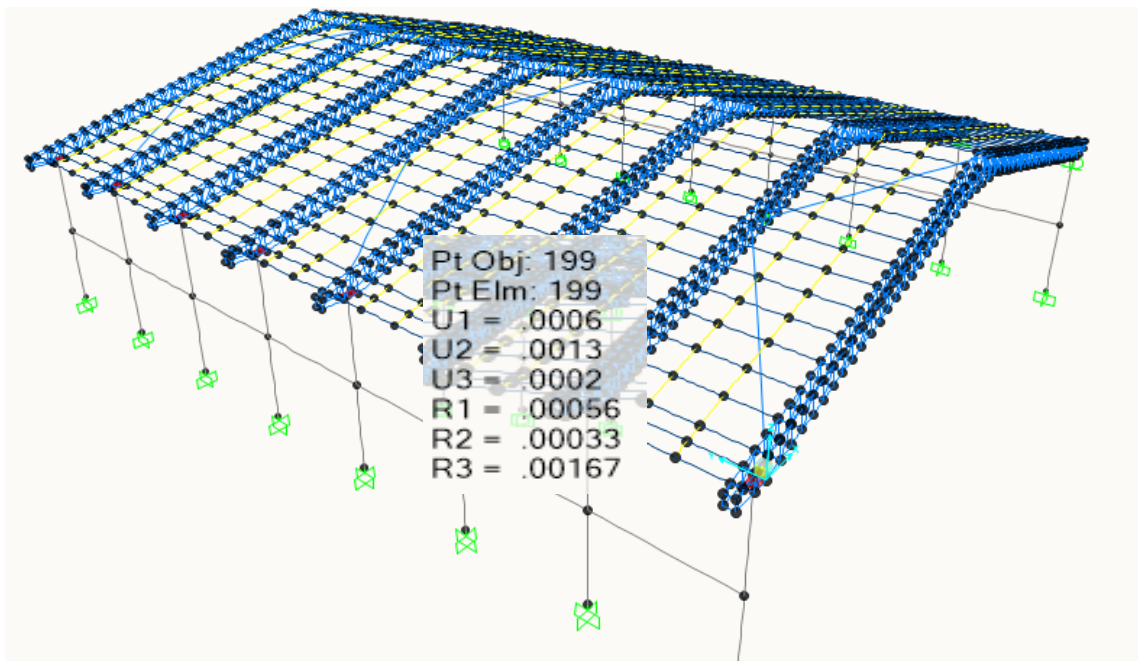 Pt Obj: 199
Pt Elm: 199
U1 = .0006
U2 = .0013
U3 = .0002
R1 = .00056
R2 = .00033
R3 = .00167